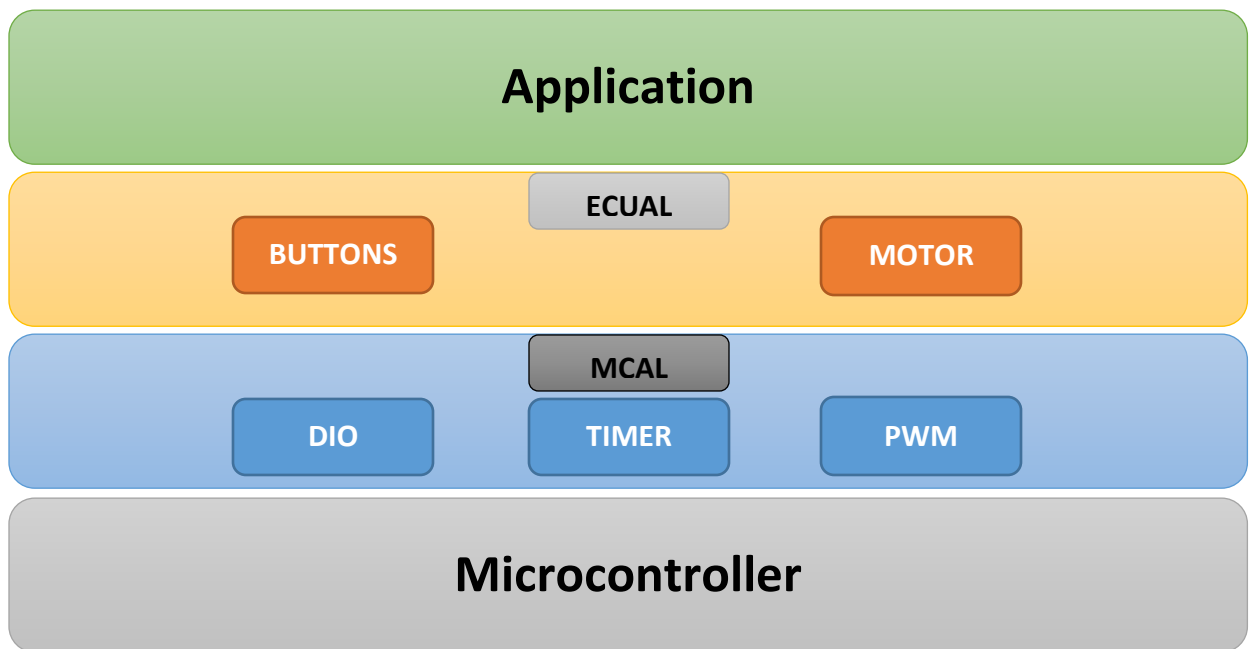 Application
ECUAL
BUTTONS
MOTOR
MCAL
DIO
TIMER
PWM
Microcontroller